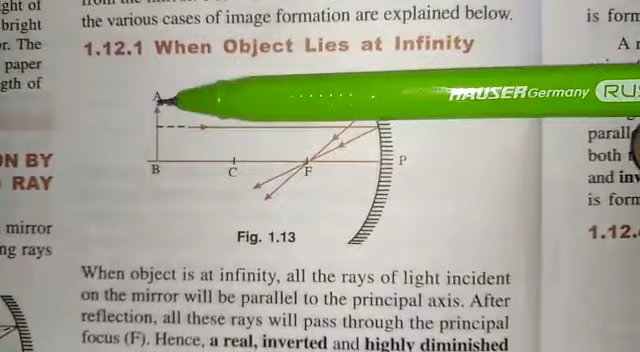 ght of
bright
r. The
paper
gth of
ON BY
RAY
mirror
ng rays
the various cases of image formation are explained below.
1.12.1 When Object Lies at Infinity
A
B
C
F
P
Fig. 1.13
When object is at infinity, all the rays of light incident
on the mirror will be parallel to the principal axis. After
reflection, all these rays will pass through the principal
focus (F). Hence, a real, inverted and highly diminished
HAUSER Germany
is form
A
parall
both
and inv
is form
1.12.